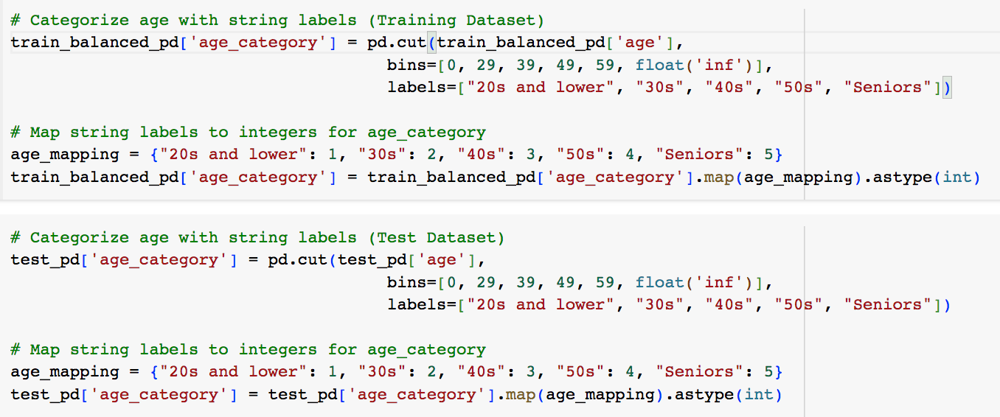 # Categorize age with string labels (Training Dataset)
train_balanced_pd['age_category'] = pd.cut(train_balanced_pd['age'],
bins=[0, 29, 39, 49, 59, float('inf')],
labels=["20s and lower", "30s", "40s", "50s", "Seniors"])
# Map string labels to integers for age_category
age_mapping = {"20s and lower": 1, "30s": 2, "40s": 3, "50s": 4, "Seniors": 5}
train_balanced_pd['age_category'] = train_balanced_pd['age_category'].map(age_mapping).astype(int)
# Categorize age with string labels (Test Dataset)
test_pd['age_category'] = pd.cut(test_pd['age'],
bins=[0, 29, 39, 49, 59, float('inf')],
labels=["20s and lower", "30s", "40s", "50s", "Seniors"])
# Map string labels to integers for age_category
age_mapping = {"20s and lower": 1, "30s": 2, "40s": 3, "50s": 4, "Seniors": 5}
test_pd['age_category'] = test_pd['age_category'].map(age_mapping).astype(int)